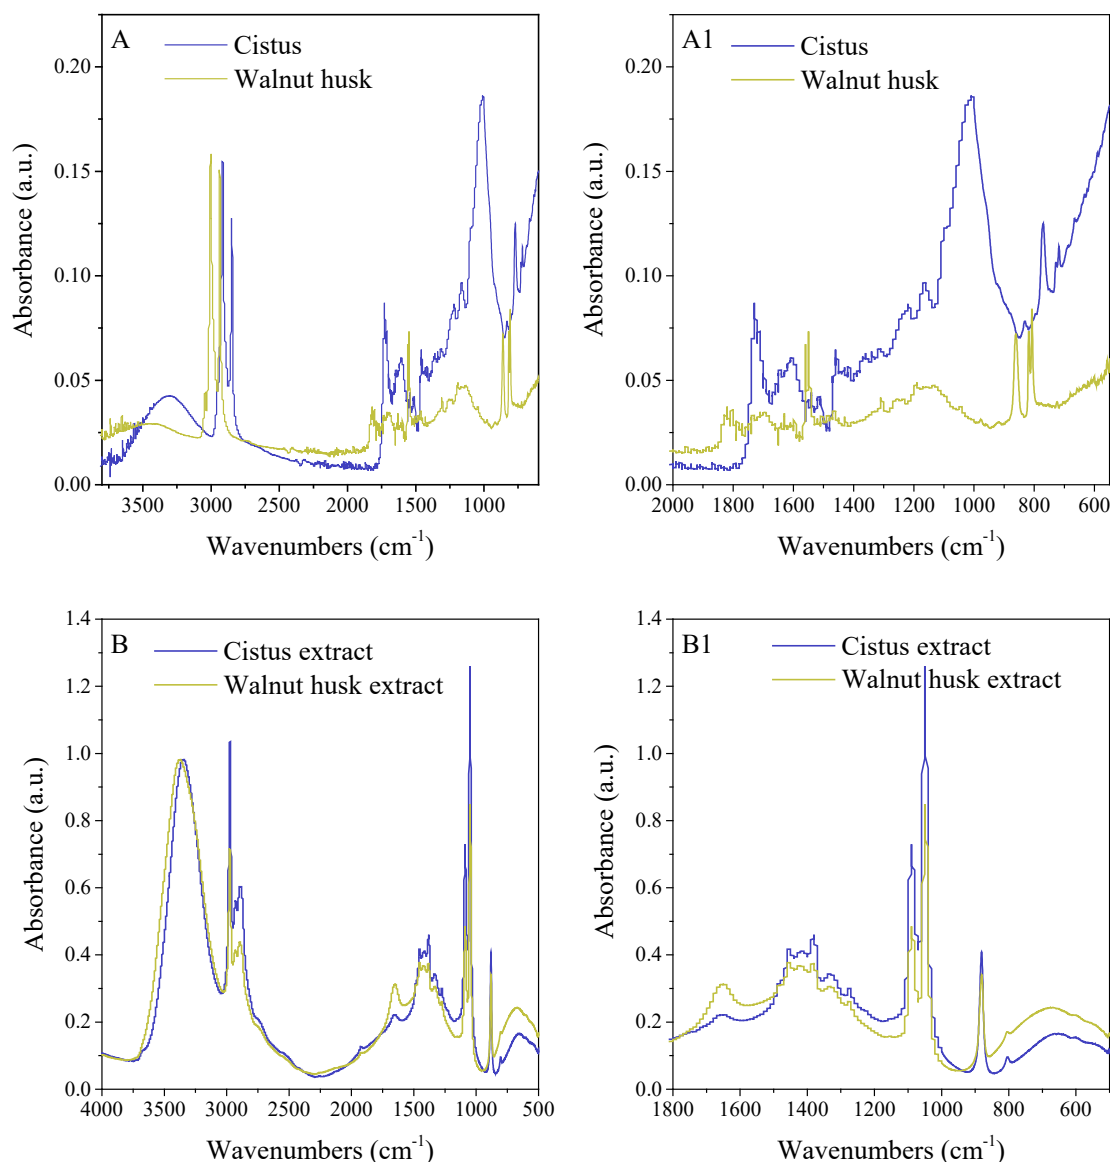 A
Cistus
Walnut husk
0.20
0.15
0.10
0.05
0.00
Absorbance (a.u.)
3500 3000 2500 2000 1500 1000
Wavenumbers (cm⁻¹)
A1
Cistus
Walnut husk
0.20
0.15
0.10
0.05
0.00
Absorbance (a.u.)
2000 1800 1600 1400 1200 1000 800 600
Wavenumbers (cm⁻¹)
B
Cistus extract
Walnut husk extract
1.4
1.2
1.0
0.8
0.6
0.4
0.2
0.0
Absorbance (a.u.)
4000 3500 3000 2500 2000 1500 1000 500
Wavenumbers (cm⁻¹)
B1
Cistus extract
Walnut husk extract
1.4
1.2
1.0
0.8
0.6
0.4
0.2
0.0
Absorbance (a.u.)
1800 1600 1400 1200 1000 800 600
Wavenumbers (cm⁻¹)